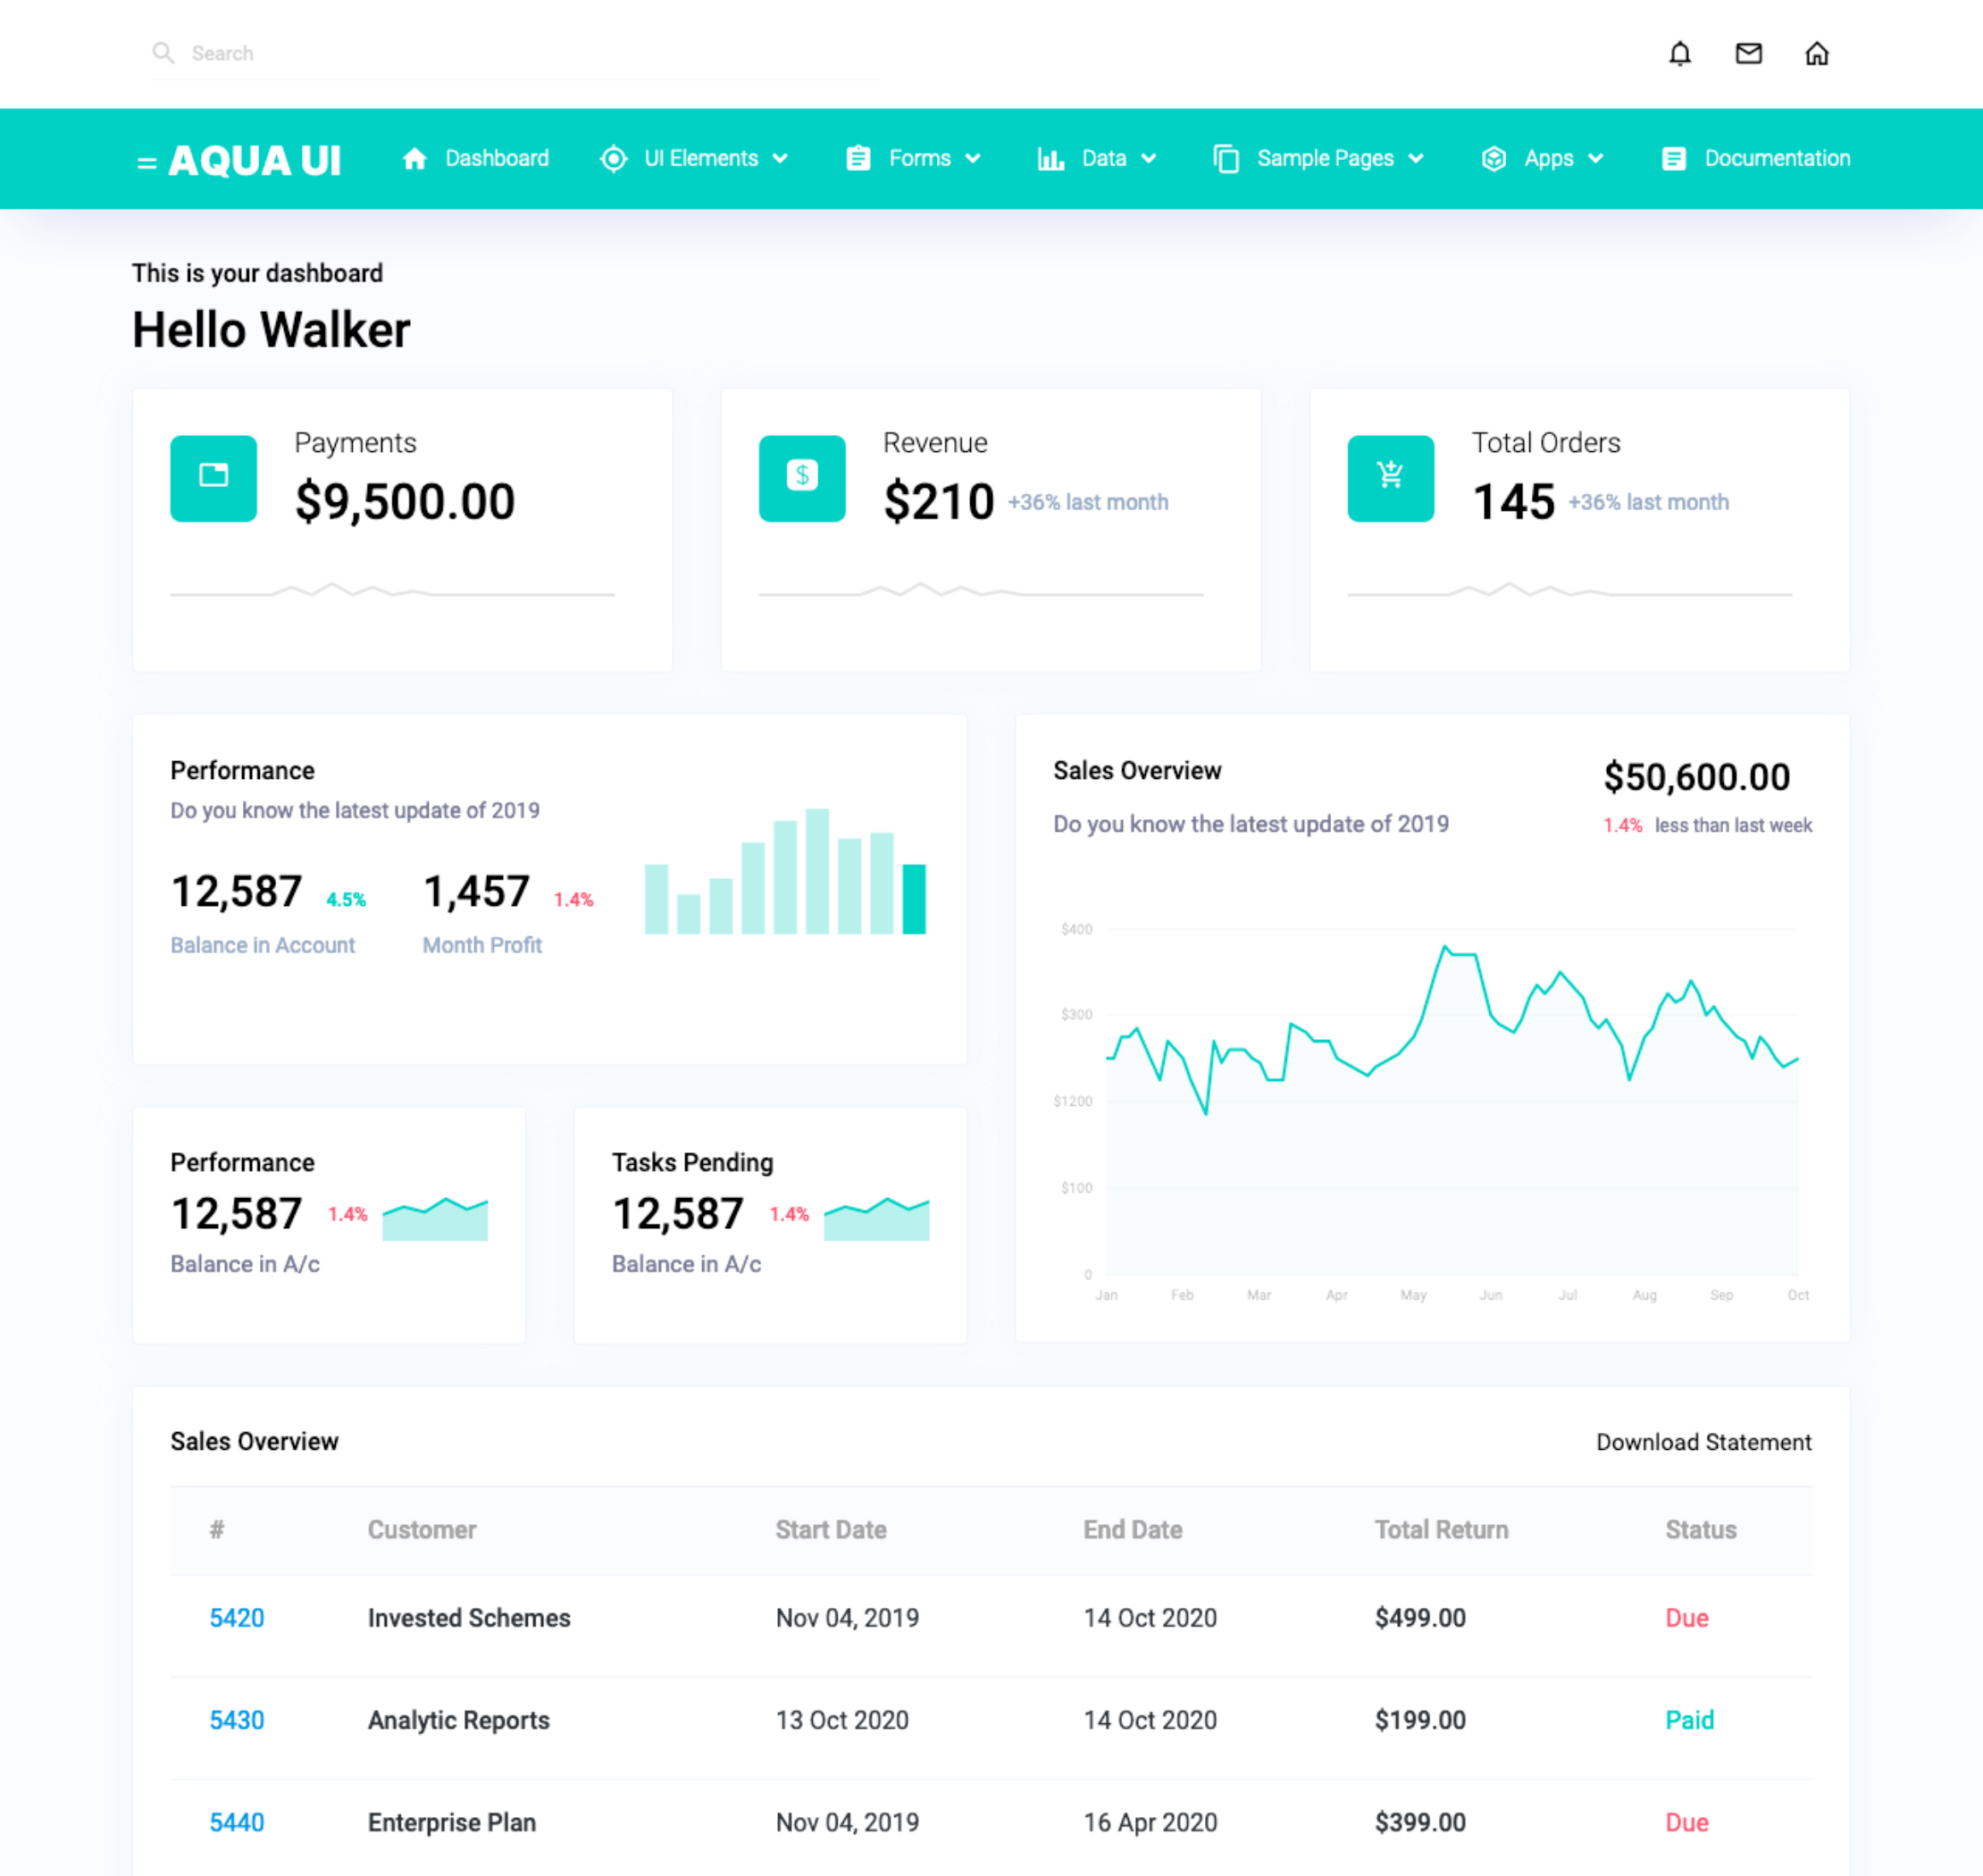 Search
AQUA UI
Dashboard
UI Elements
Forms
Data
Sample Pages
Apps
Documentation
This is your dashboard
Hello Walker
Payments
$9,500.00
Revenue
$210 +36% last month
Total Orders
145 +36% last month
Performance
Do you know the latest update of 2019
12,587 4.5%
Balance in Account
1,457 1.4%
Month Profit
Sales Overview
Do you know the latest update of 2019
$50,600.00
1.4% less than last week
$400
$300
$1200
$100
0
Jan Feb Mar Apr May Jun Jul Aug Sep Oct
Performance
12,587 1.4%
Balance in A/c
Tasks Pending
12,587 1.4%
Balance in A/c
Sales Overview
Download Statement
# Customer Start Date End Date Total Return Status
5420 Invested Schemes Nov 04, 2019 14 Oct 2020 $499.00 Due
5430 Analytic Reports 13 Oct 2020 14 Oct 2020 $199.00 Paid
5440 Enterprise Plan Nov 04, 2019 16 Apr 2020 $399.00 Due